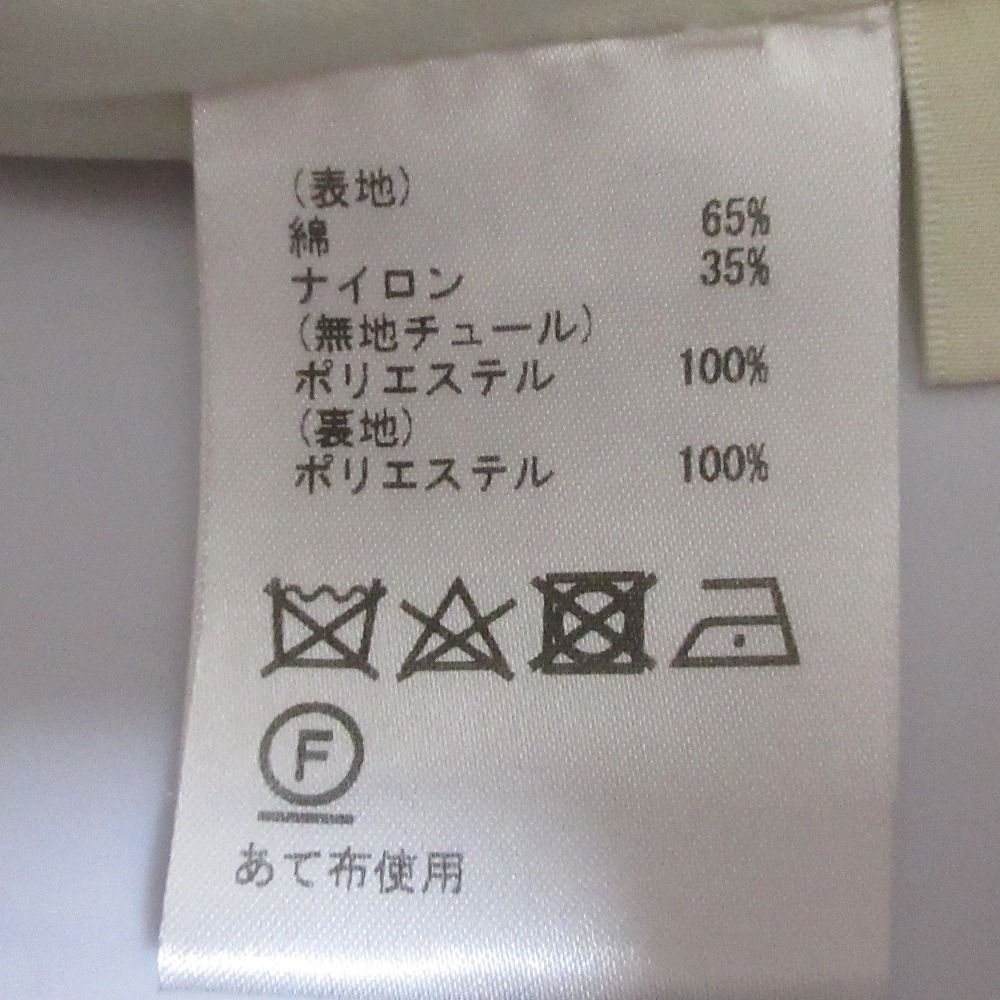 (表地)
綿 65%
ナイロン 35%
(無地チュール)
ポリエステル 100%
(裏地)
ポリエステル 100%
F
あて布使用